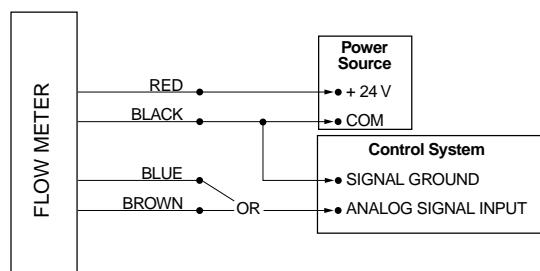 FLOW METER
Power
Source
RED
+ 24 V
BLACK
COM
Control System
BLUE
SIGNAL GROUND
BROWN
OR
ANALOG SIGNAL INPUT